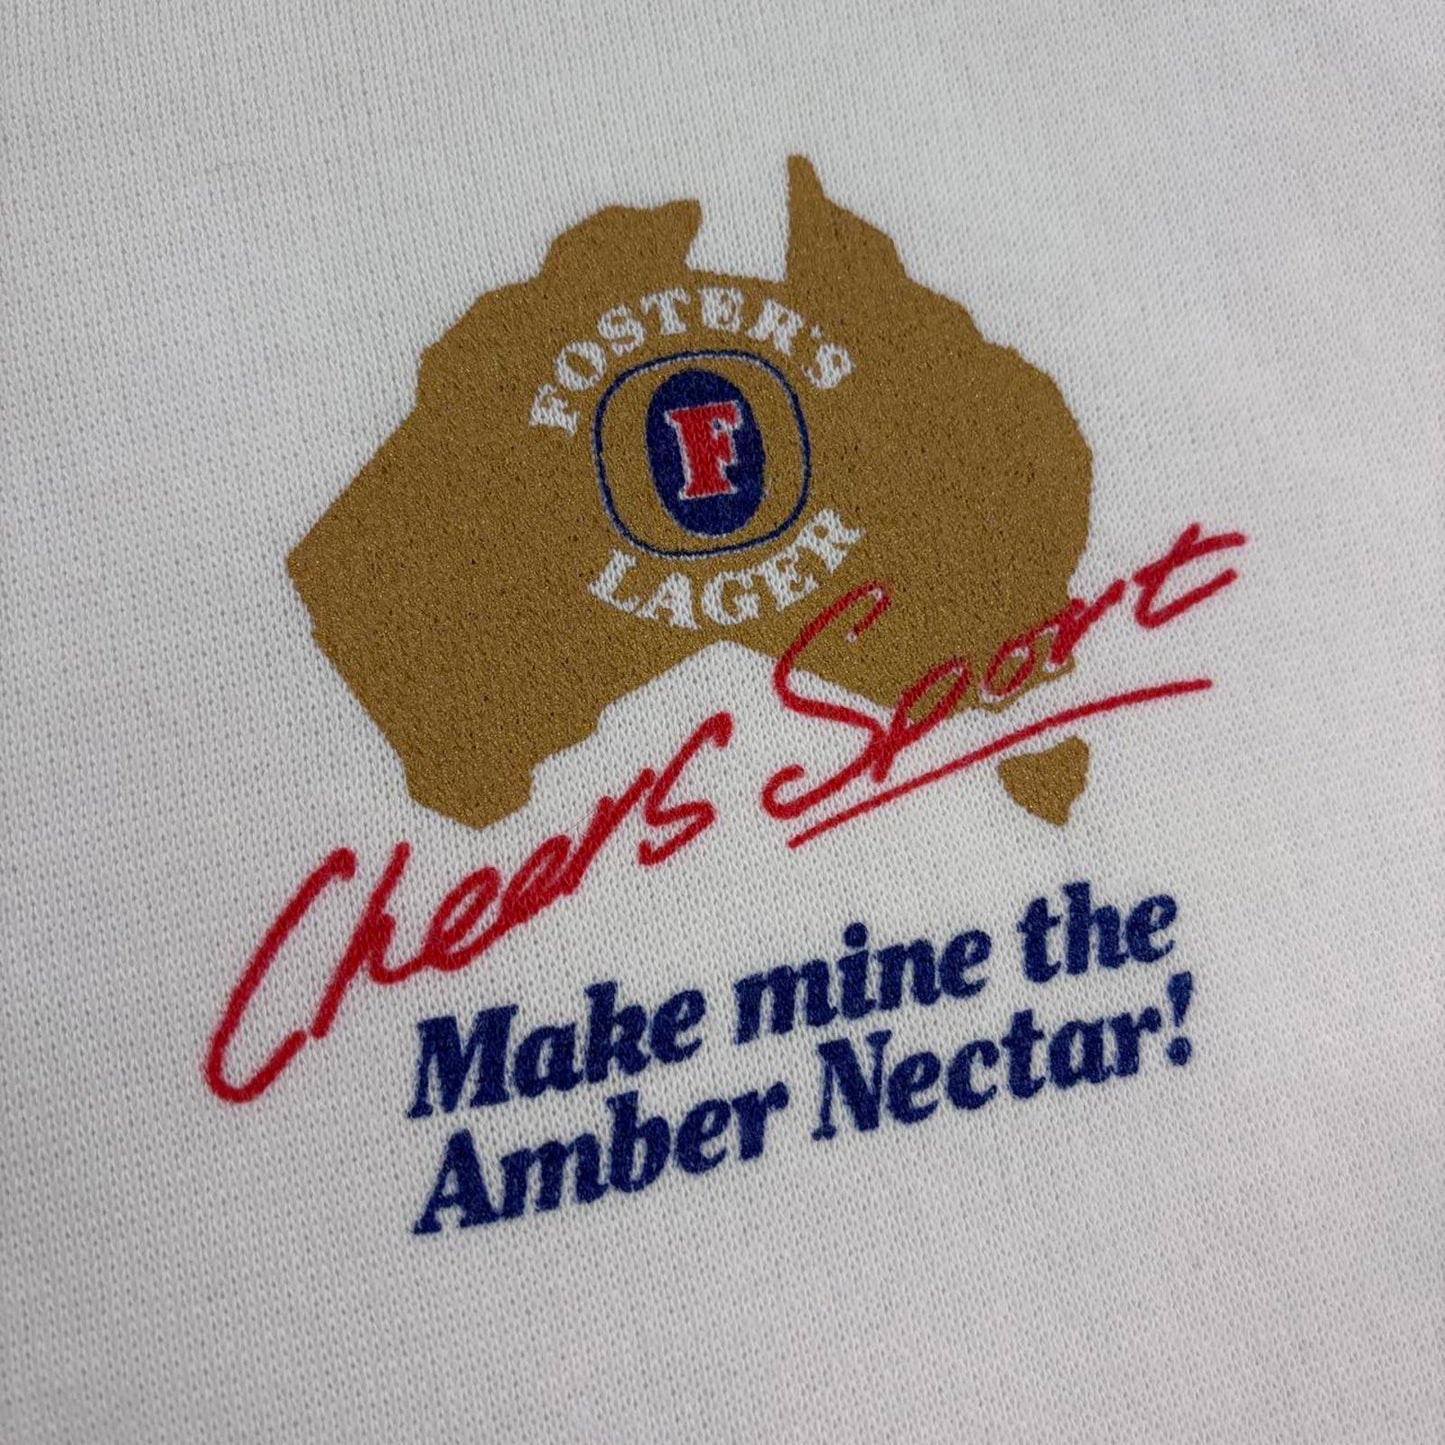 FOSTER'S
F
LAGER
Cheers Sport
Make mine the
Amber Nectar!